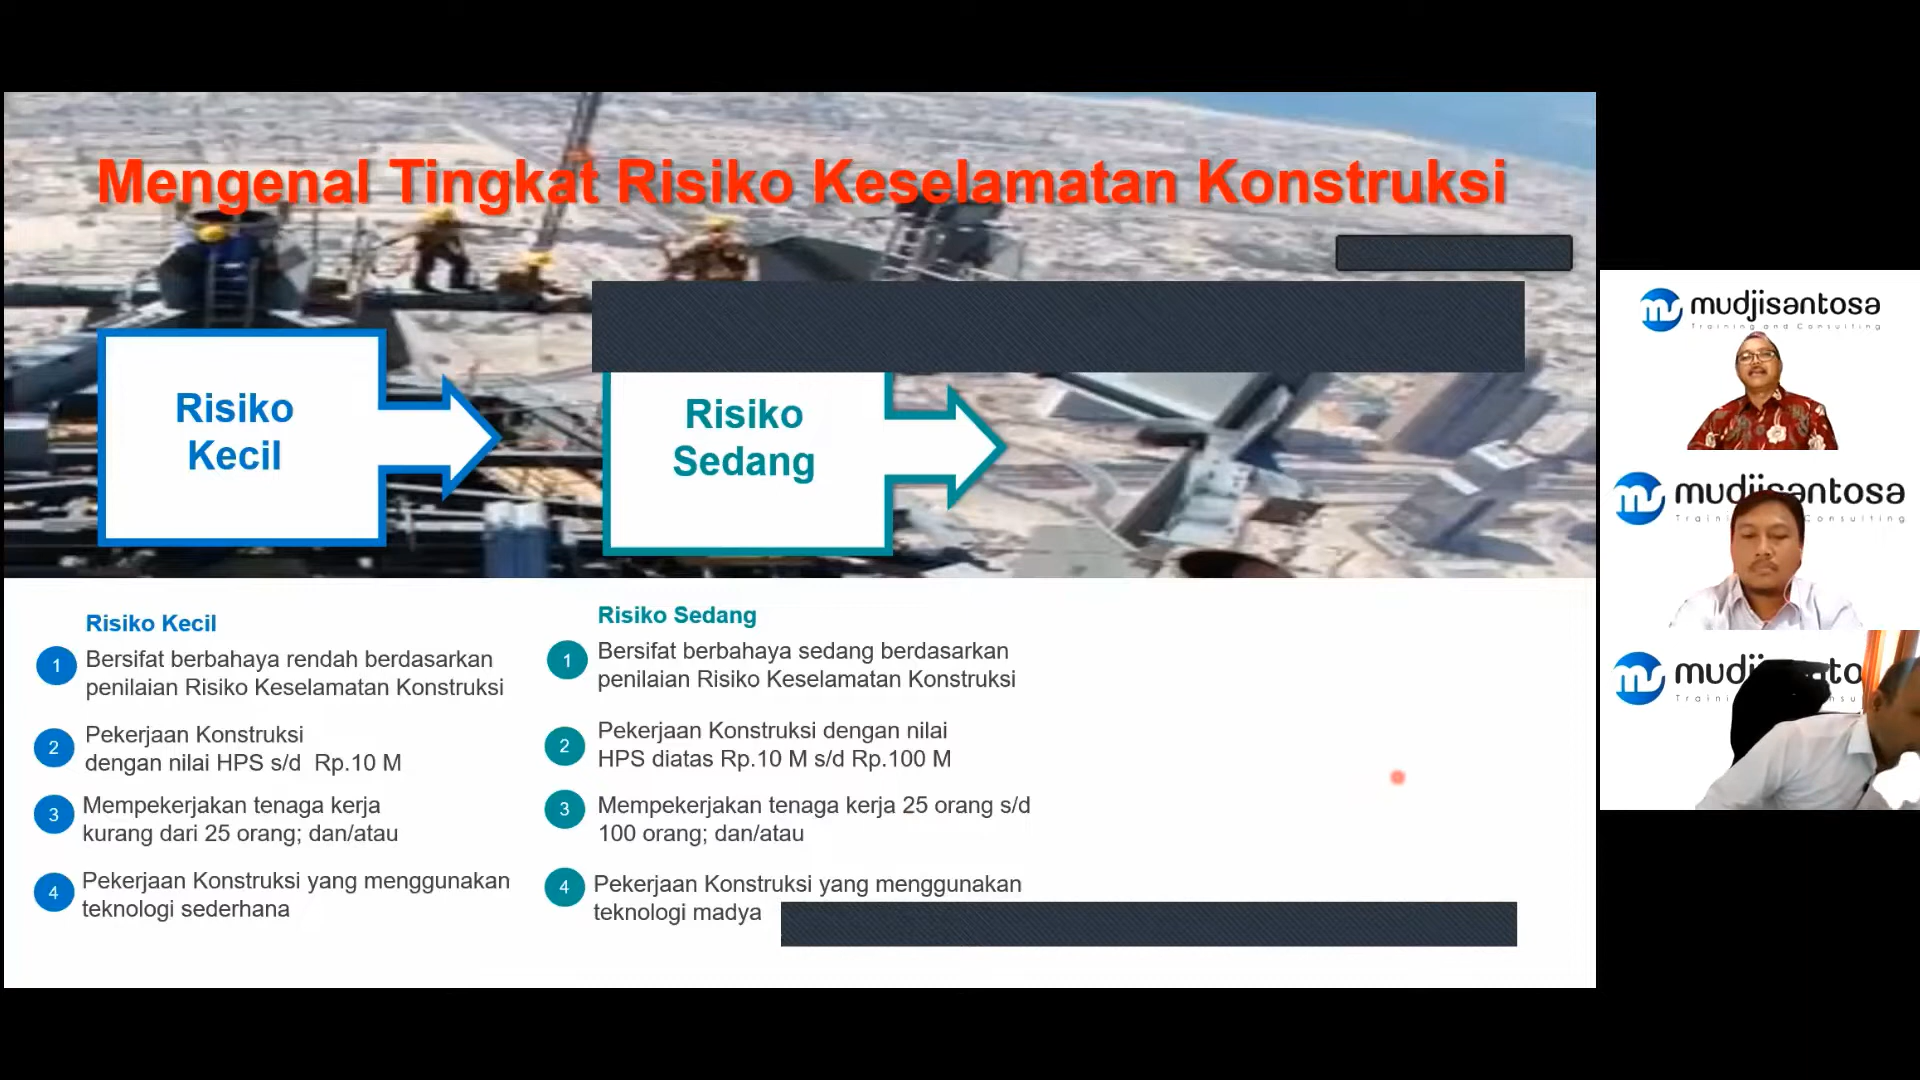 Mengenal Tingkat Risiko Keselamatan Konstruksi
Risiko
Kecil
Risiko
Sedang
Risiko Kecil
1 Bersifat berbahaya rendah berdasarkan
penilaian Risiko Keselamatan Konstruksi
2 Pekerjaan Konstruksi
dengan nilai HPS s/d Rp.10 M
3 Mempekerjakan tenaga kerja
kurang dari 25 orang; dan/atau
4 Pekerjaan Konstruksi yang menggunakan
teknologi sederhana
Risiko Sedang
1 Bersifat berbahaya sedang berdasarkan
penilaian Risiko Keselamatan Konstruksi
2 Pekerjaan Konstruksi dengan nilai
HPS diatas Rp.10 M s/d Rp.100 M
3 Mempekerjakan tenaga kerja 25 orang s/d
100 orang; dan/atau
4 Pekerjaan Konstruksi yang menggunakan
teknologi madya
mudjisantosa
Training and Consulting
mudjisantosa